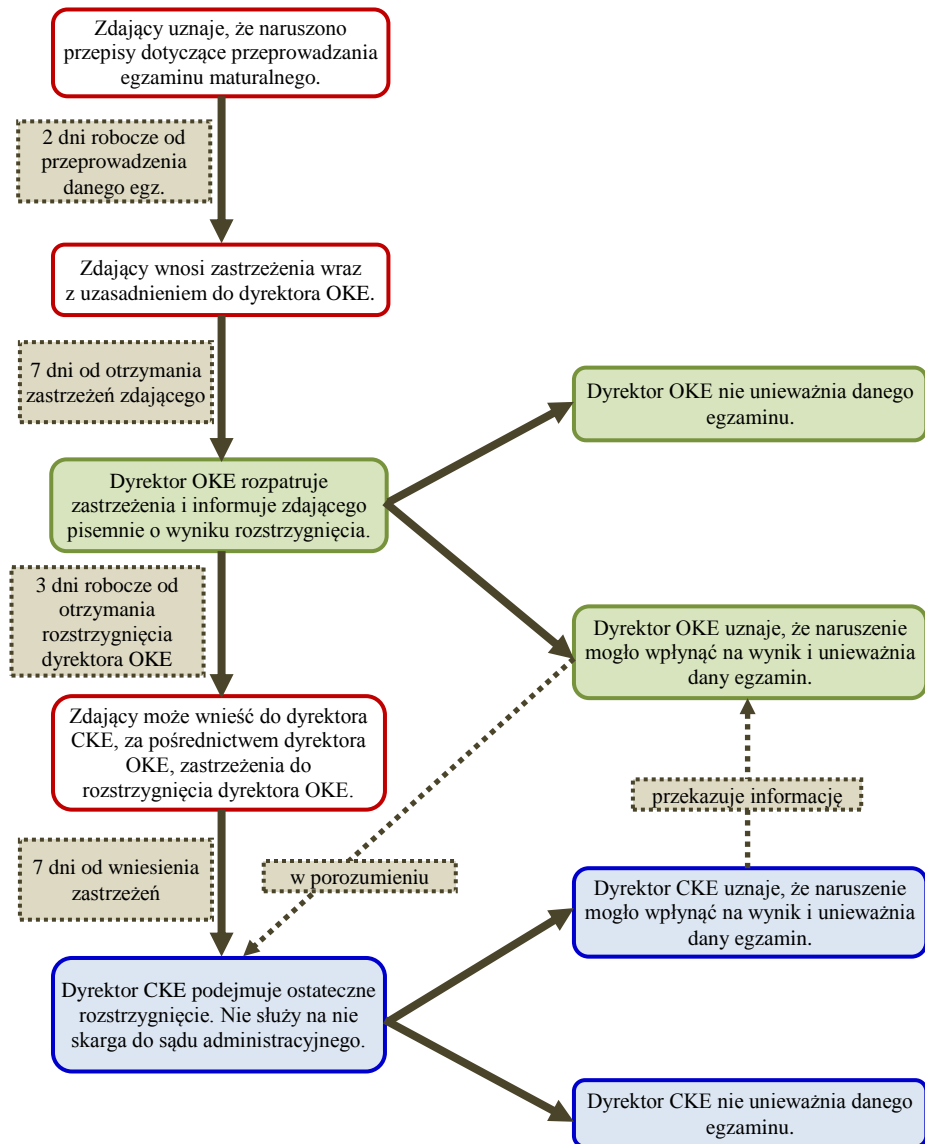 Zdający uznaje, że naruszono
przepisy dotyczące przeprowadzania
egzaminu maturalnego.
2 dni robocze od
przeprowadzenia
danego egz.
Zdający wnosi zastrzeżenia wraz
z uzasadnieniem do dyrektora OKE.
7 dni od otrzymania
zastrzeżeń zdającego
Dyrektor OKE nie unieważnia danego
egzaminu.
Dyrektor OKE rozpatruje
zastrzeżenia i informuje zdającego
pisemnie o wyniku rozstrzygnięcia.
3 dni robocze od
otrzymania
rozstrzygnięcia
dyrektora OKE
Dyrektor OKE uznaje, że naruszenie
mogło wpłynąć na wynik i unieważnia
dany egzamin.
Zdający może wnieść do dyrektora
CKE, za pośrednictwem dyrektora
OKE, zastrzeżenia do
rozstrzygnięcia dyrektora OKE.
przekazuje informację
7 dni od wniesienia
zastrzeżeń
w porozumieniu
Dyrektor CKE uznaje, że naruszenie
mogło wpłynąć na wynik i unieważnia
dany egzamin.
Dyrektor CKE podejmuje ostateczne
rozstrzygnięcie. Nie służy na nie
skarga do sądu administracyjnego.
Dyrektor CKE nie unieważnia danego
egzaminu.